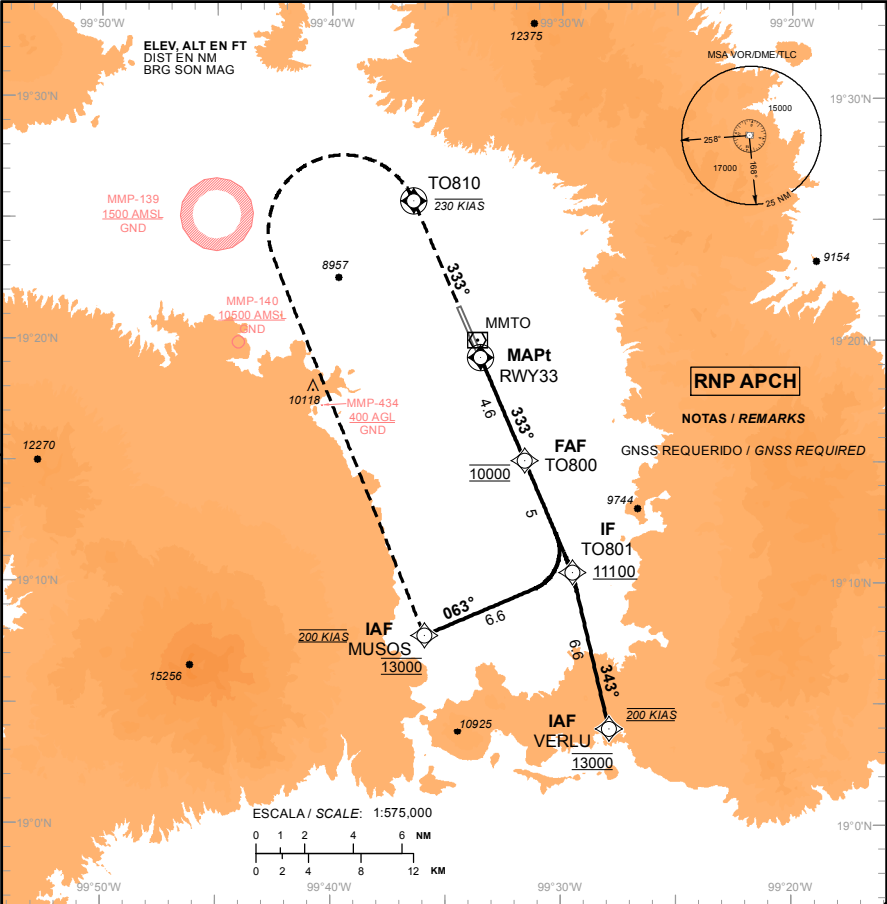 99°50'W
99°40'W
99°30'W
99°20'W
12375
ELEV, ALT EN FT
DIST EN NM
BRG SON MAG
MSA VOR/DME/TLC
15000
258°
17000
168°
25 NM
19°30'N
19°30'N
TO810
230 KIAS
MMP-139
1500 AMSL
GND
8957
333°
9154
MMP-140
10500 AMSL
GND
MMTO
19°20'N
19°20'N
MAPt
RWY33
RNP APCH
10118
MMP-434
400 AGL
GND
4.6
333°
NOTAS / REMARKS
12270
FAF
TO800
10000
GNSS REQUERIDO / GNSS REQUIRED
9744
5
IF
TO801
11100
19°10'N
19°10'N
063°
6.6
200 KIAS
IAF
MUSOS
13000
6.6
343°
15256
10925
200 KIAS
IAF
VERLU
13000
ESCALA / SCALE: 1:575,000
19°0'N
19°0'N
0 1 2 4 6 NM
0 2 4 8 12 KM
99°50'W
99°40'W
99°30'W
99°20'W